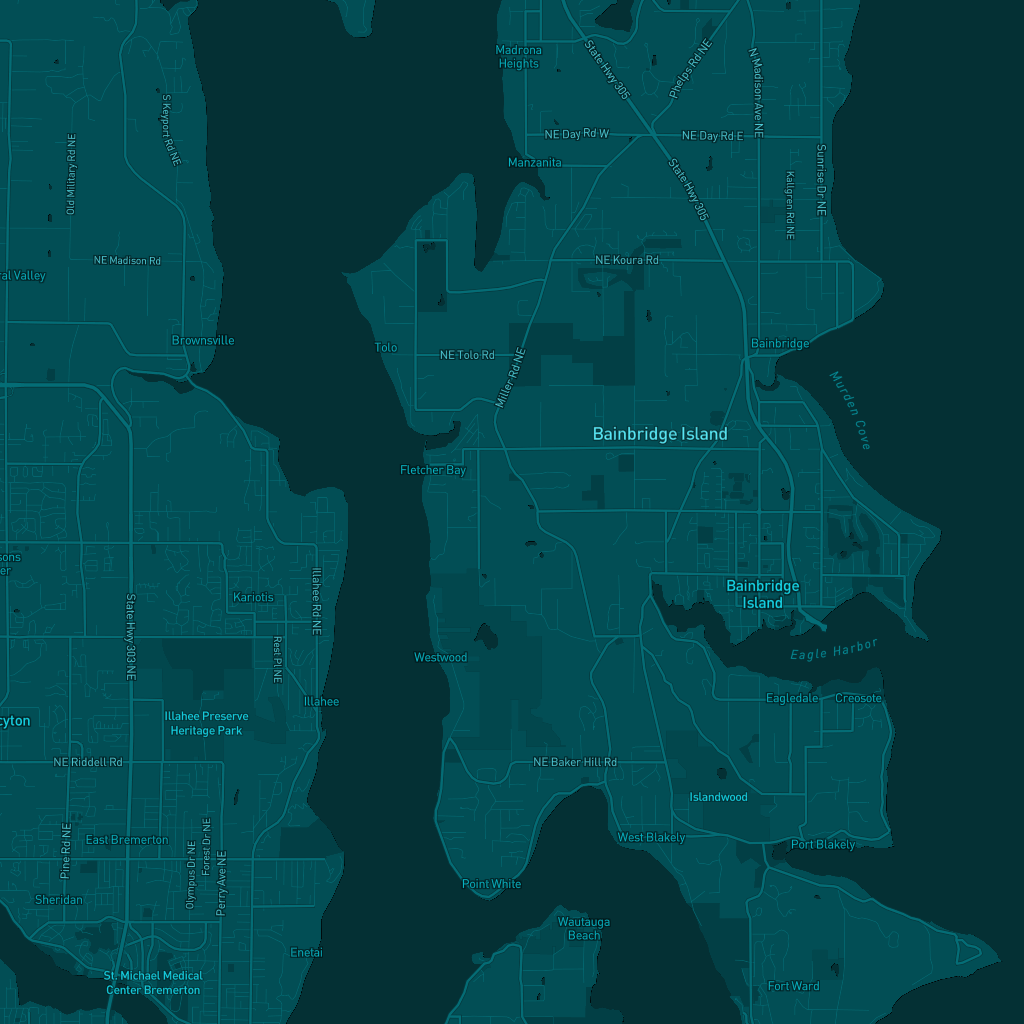 Madrona
Heights
State Hwy 305
Phelps Rd NE
N Madison Ave NE
S Keyport Rd NE
Old Military Rd NE
NE Day Rd W
NE Day Rd E
Manzanita
State Hwy 305
Kallgren Rd NE
Sunrise Dr NE
NE Madison Rd
NE Koura Rd
ral Valley
Brownsville
Tolo
NE Tolo Rd
Miller Rd NE
Bainbridge
Murden Cove
Bainbridge Island
Fletcher Bay
sons
er
Kariotis
Illahee Rd NE
State Hwy 303 NE
Bainbridge
Island
Rest Pl NE
Westwood
Eagle Harbor
Illahee
Eagledale
Creosote
cyton
Illahee Preserve
Heritage Park
NE Riddell Rd
NE Baker Hill Rd
Islandwood
East Bremerton
Pine Rd NE
Forest Dr NE
Olympus Dr NE
Perry Ave NE
West Blakely
Port Blakely
Point White
Sheridan
Wautauga
Beach
Enetai
St. Michael Medical
Center Bremerton
Fort Ward